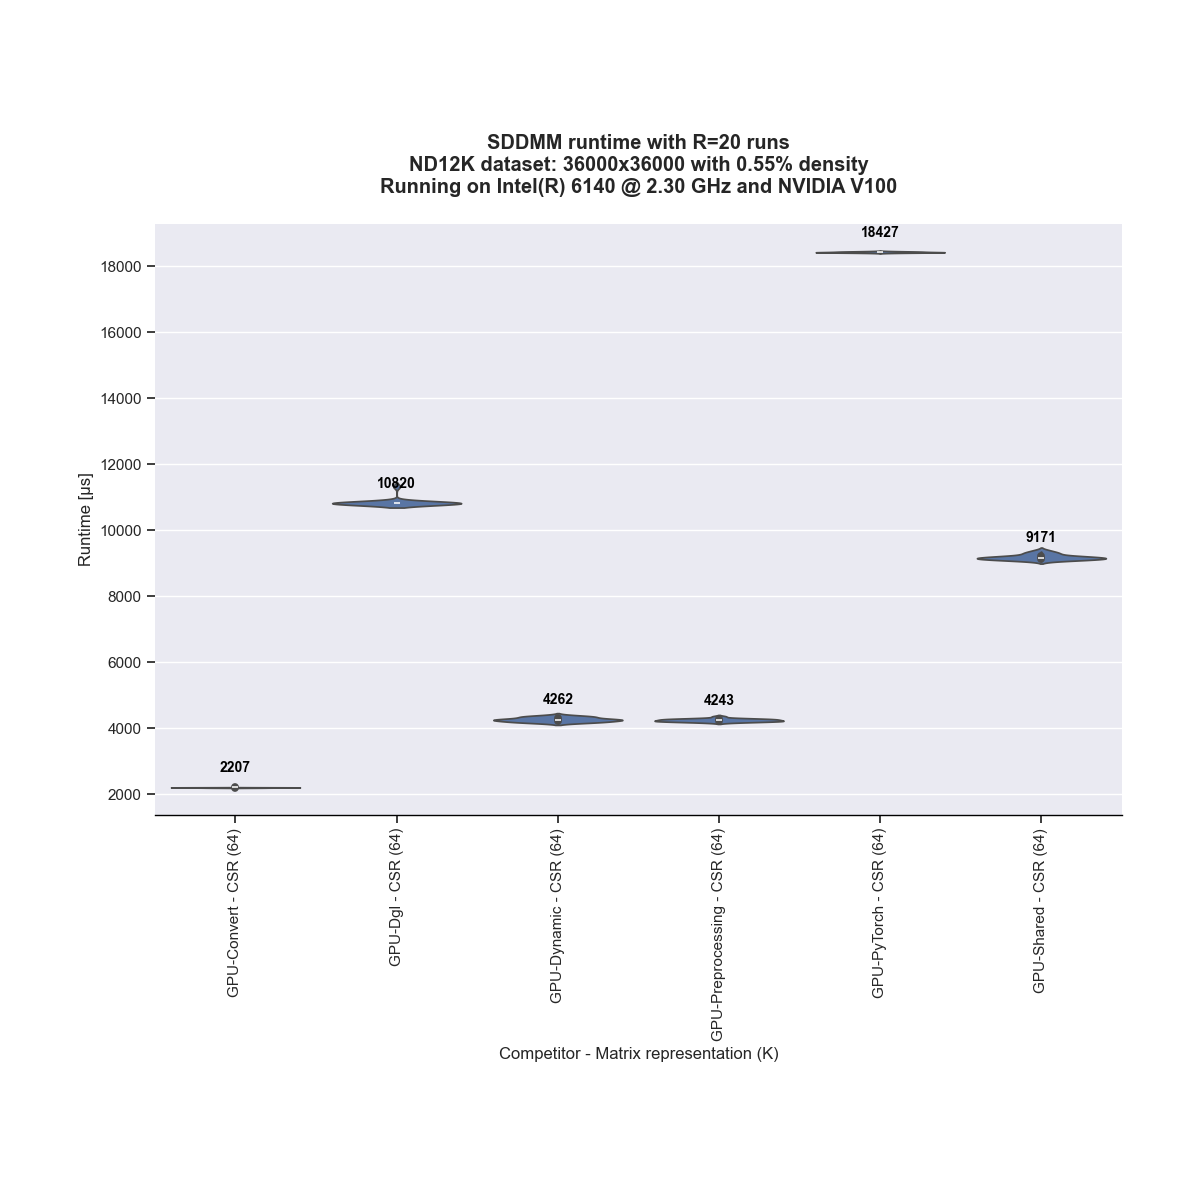 SDDMM runtime with R=20 runs
ND12K dataset: 36000x36000 with 0.55% density
Running on Intel(R) 6140 @ 2.30 GHz and NVIDIA V100
18427
18000
16000
14000
12000
10820
10000
9171
8000
6000
4262
4243
4000
2207
2000
Runtime [µs]
GPU-Convert - CSR (64)
GPU-Dgl - CSR (64)
GPU-Dynamic - CSR (64)
GPU-Preprocessing - CSR (64)
GPU-PyTorch - CSR (64)
GPU-Shared - CSR (64)
Competitor - Matrix representation (K)